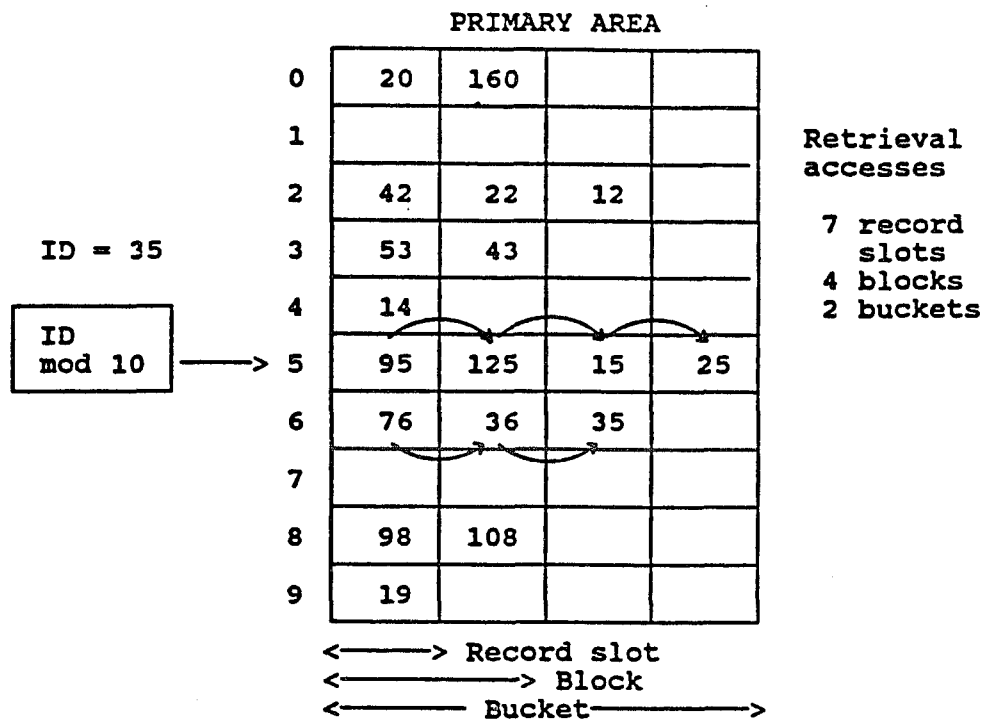 PRIMARY AREA
0 20 160
1
2 42 22 12
3 53 43
4 14
5 95 125 15 25
6 76 36 35
7
8 98 108
9 19
ID = 35
ID
mod 10
Retrieval
accesses
7 record
slots
4 blocks
2 buckets
Record slot
Block
Bucket